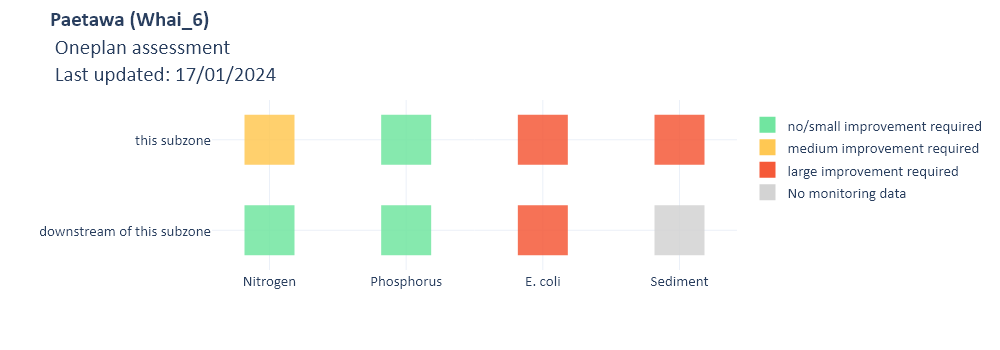 Paetawa (Whai_6)
Oneplan assessment
Last updated: 17/01/2024
this subzone
downstream of this subzone
Nitrogen
Phosphorus
E. coli
Sediment
no/small improvement required
medium improvement required
large improvement required
No monitoring data